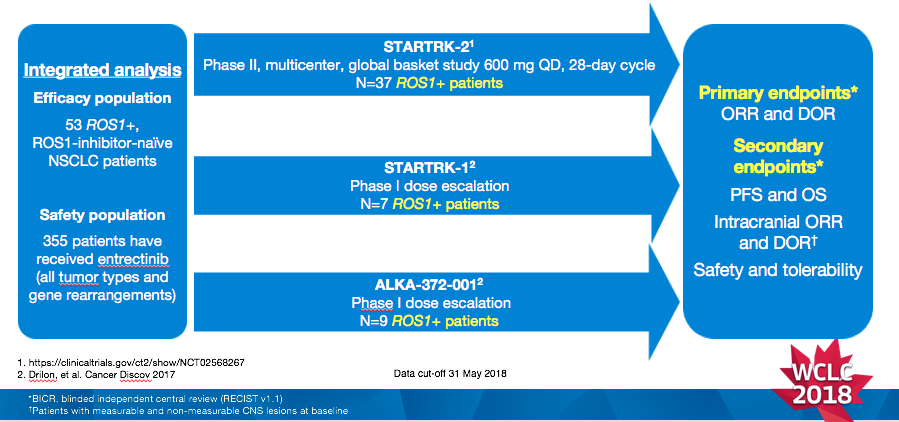 Integrated analysis
Efficacy population
53 ROS1+,
ROS1-inhibitor-naïve
NSCLC patients
Safety population
355 patients have
received entrectinib
(all tumor types and
gene rearrangements)
STARTRK-2¹
Phase II, multicenter, global basket study 600 mg QD, 28-day cycle
N=37 ROS1+ patients
STARTRK-1²
Phase I dose escalation
N=7 ROS1+ patients
ALKA-372-001²
Phase I dose escalation
N=9 ROS1+ patients
Primary endpoints*
ORR and DOR
Secondary
endpoints*
PFS and OS
Intracranial ORR
and DOR†
Safety and tolerability
1. https://clinicaltrials.gov/ct2/show/NCT02568267
2. Drilon, et al. Cancer Discov 2017
Data cut-off 31 May 2018
*BICR, blinded independent central review (RECIST v1.1)
†Patients with measurable and non-measurable CNS lesions at baseline
WCLC
2018